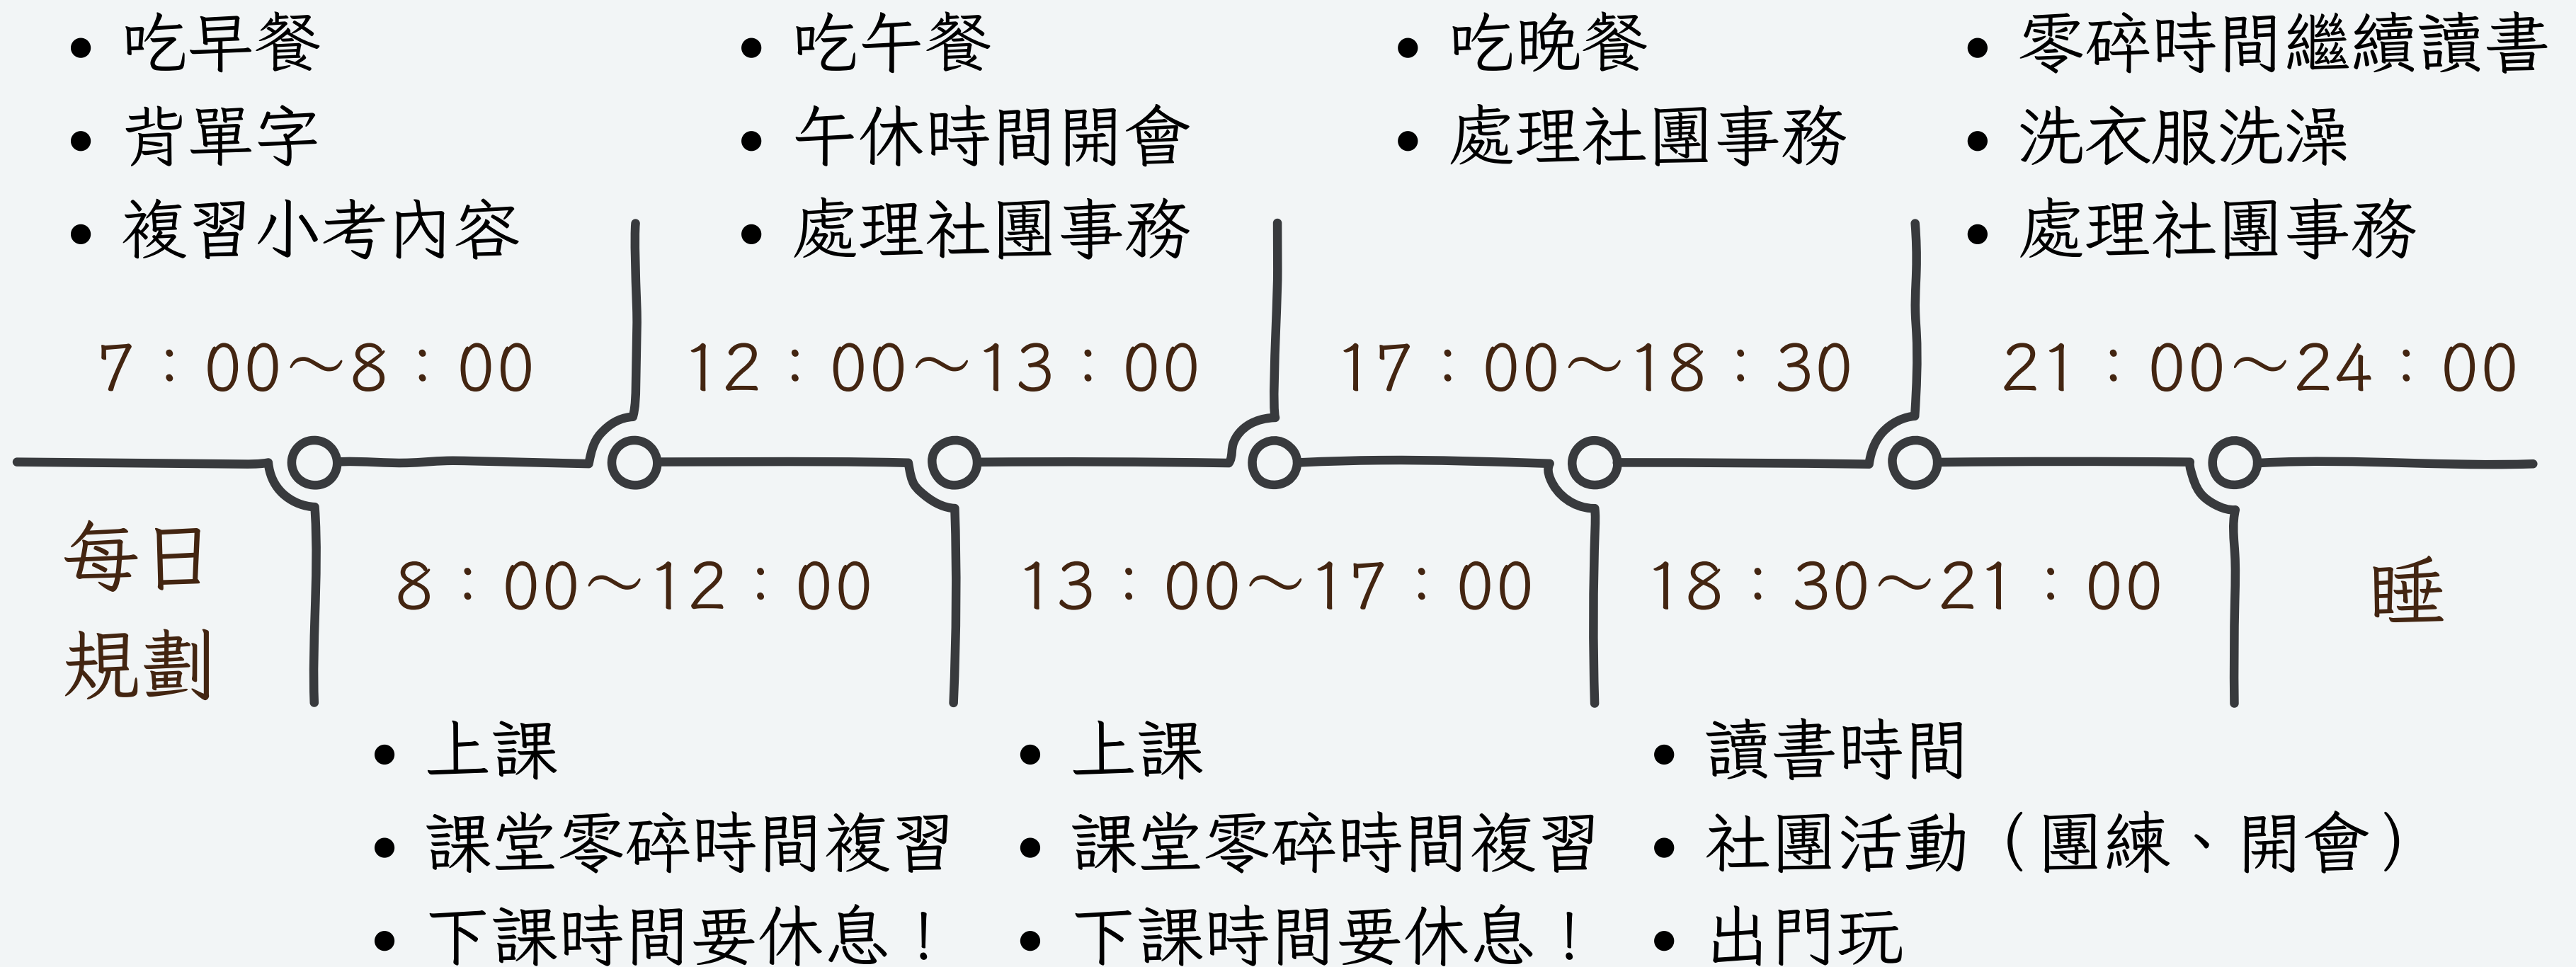 每日
規劃
• 吃早餐
• 背單字
• 複習小考內容
7：00～8：00
8：00～12：00
• 上課
• 課堂零碎時間複習
• 下課時間要休息！
• 吃午餐
• 午休時間開會
• 處理社團事務
12：00～13：00
13：00～17：00
• 上課
• 課堂零碎時間複習
• 下課時間要休息！
• 吃晚餐
• 處理社團事務
17：00～18：30
18：30～21：00
• 讀書時間
• 社團活動（團練、開會）
• 出門玩
• 零碎時間繼續讀書
• 洗衣服洗澡
• 處理社團事務
21：00～24：00
睡